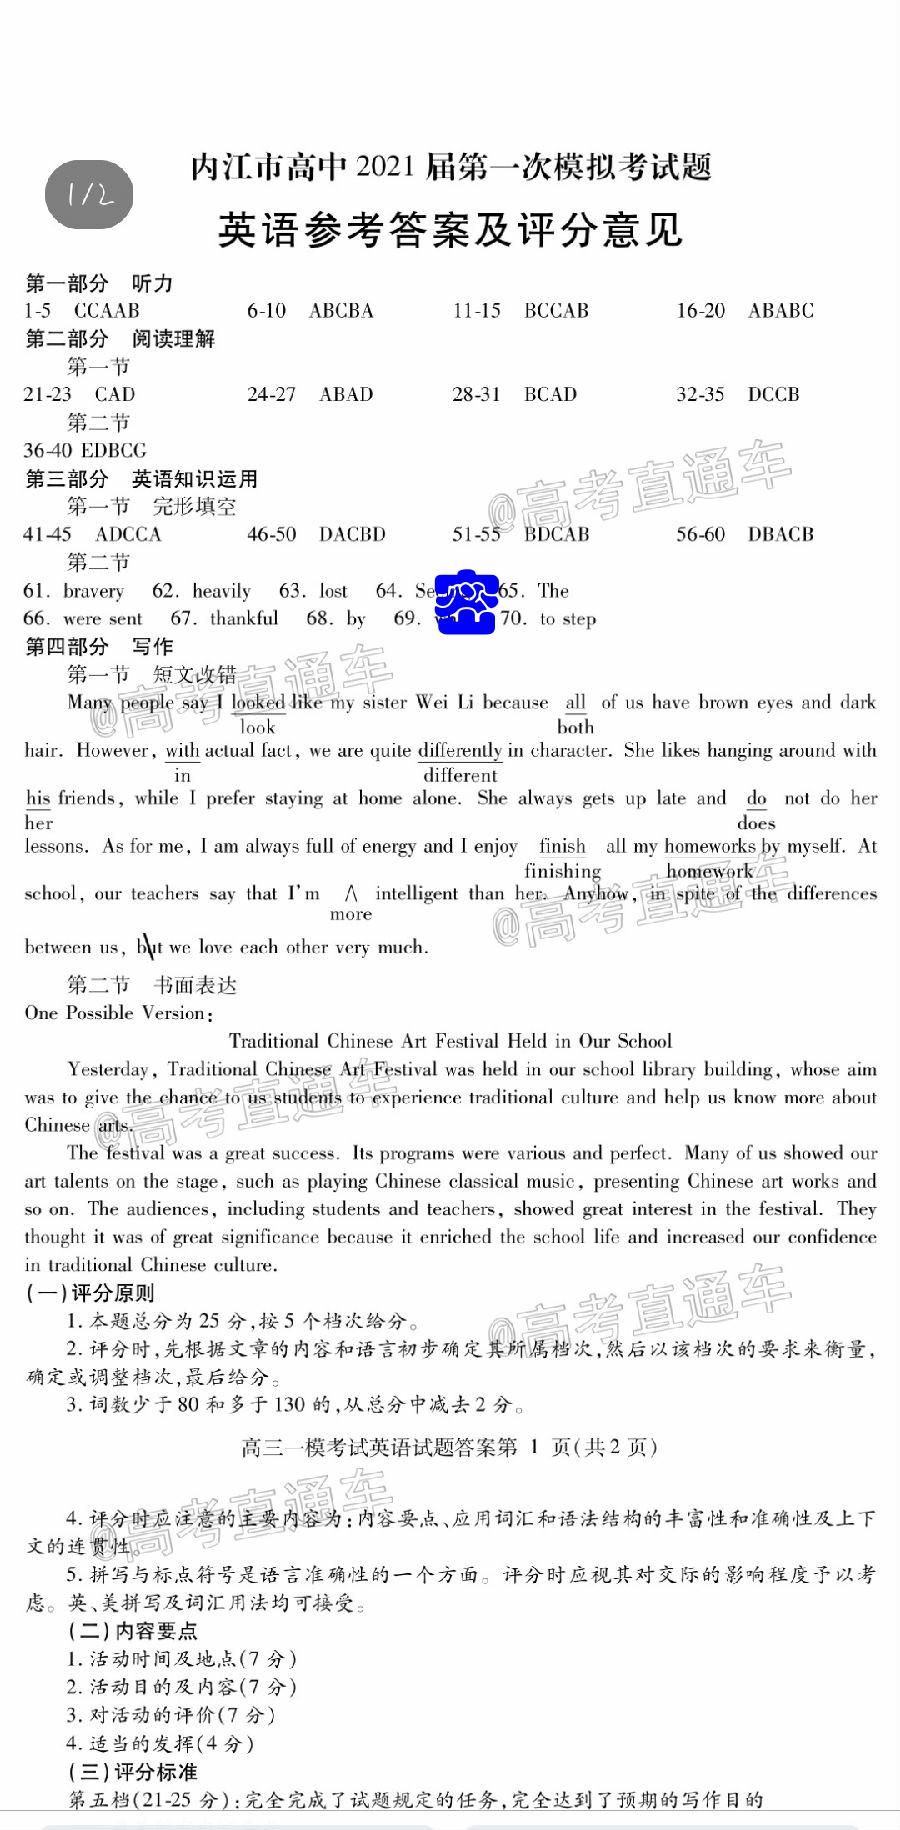 1/2
内江市高中 2021 届第一次模拟考试题
英语参考答案及评分意见
第一部分 听力
1-5 CCAAB 6-10 ABCBA 11-15 BCCAB 16-20 ABABC
第二部分 阅读理解
第一节
21-23 CAD 24-27 ABAD 28-31 BCAD 32-35 DCCB
第二节
36-40 EDBCG
第三部分 英语知识运用
第一节 完形填空
@高考直通车
41-45 ADCCA 46-50 DACBD 51-55 BDCAB 56-60 DBACB
第二节
61. bravery 62. heavily 63. lost 64. 65. The
66. were sent 67. thankful 68. by 69. 70. to step
第四部分 写作
第一节 短文改错
@高考直通车
Many people say I looked like my sister Wei Li because all of us have brown eyes and dark
look both
hair. However, with actual fact, we are quite differently in character. She likes hanging around with
in different
his friends, while I prefer staying at home alone. She always gets up late and do not do her
her does
lessons. As for me, I am always full of energy and I enjoy finish all my homeworks by myself. At
finishing homework
school, our teachers say that I'm ∧ intelligent than her. Anyhow, in spite of the differences
more
@高考直通车
between us, but we love each other very much.
第二节 书面表达
One Possible Version:
Traditional Chinese Art Festival Held in Our School
Yesterday, Traditional Chinese Art Festival was held in our school library building, whose aim
was to give the chance to us students to experience traditional culture and help us know more about
Chinese arts.
@高考直通车
The festival was a great success. Its programs were various and perfect. Many of us showed our
art talents on the stage, such as playing Chinese classical music, presenting Chinese art works and
so on. The audiences, including students and teachers, showed great interest in the festival. They
thought it was of great significance because it enriched the school life and increased our confidence
in traditional Chinese culture.
(一)评分原则
@高考直通车
1. 本题总分为 25 分,按 5 个档次给分。
2. 评分时,先根据文章的内容和语言初步确定其所属档次,然后以该档次的要求来衡量,
确定或调整档次,最后给分。
3. 词数少于 80 和多于 130 的,从总分中减去 2 分。
高三一模考试英语试题答案第 1 页(共 2 页)
@高考直通车
4. 评分时应注意的主要内容为:内容要点、应用词汇和语法结构的丰富性和准确性及上下
文的连贯性。
5. 拼写与标点符号是语言准确性的一个方面。评分时应视其对交际的影响程度予以考
虑。英、美拼写及词汇用法均可接受。
(二)内容要点
1. 活动时间及地点(7 分)
2. 活动目的及内容(7 分)
3. 对活动的评价(7 分)
4. 适当的发挥(4 分)
(三)评分标准
第五档(21-25 分):完全完成了试题规定的任务,完全达到了预期的写作目的